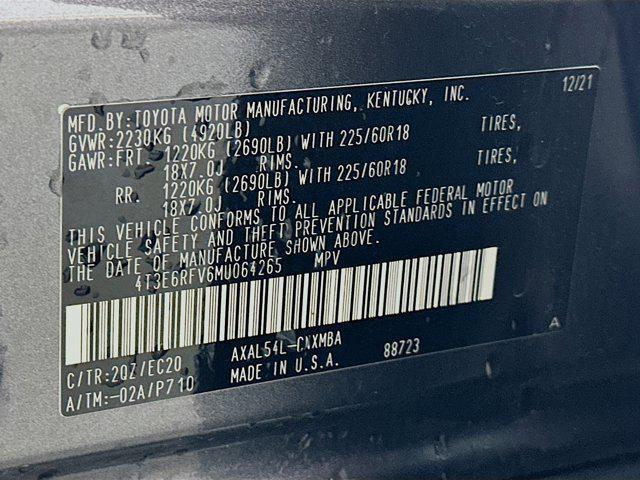 MFD.BY:TOYOTA MOTOR MANUFACTURING, KENTUCKY, INC. 12/21
GVWR:2230KG (4920LB)
GAWR:FRT. 1220KG (2690LB) WITH 225/60R18 TIRES,
18X7.0J RIMS.
RR. 1220KG (2690LB) WITH 225/60R18 TIRES,
18X7.0J RIMS.
THIS VEHICLE CONFORMS TO ALL APPLICABLE FEDERAL MOTOR
VEHICLE SAFETY AND THEFT PREVENTION STANDARDS IN EFFECT ON
THE DATE OF MANUFACTURE SHOWN ABOVE.
4T3E6RFV6MU064265 MPV
C/TR:2QZ/EC20 AXAL54L-CNXMBA A
A/TM:-02A/P710 MADE IN U.S.A. 88723